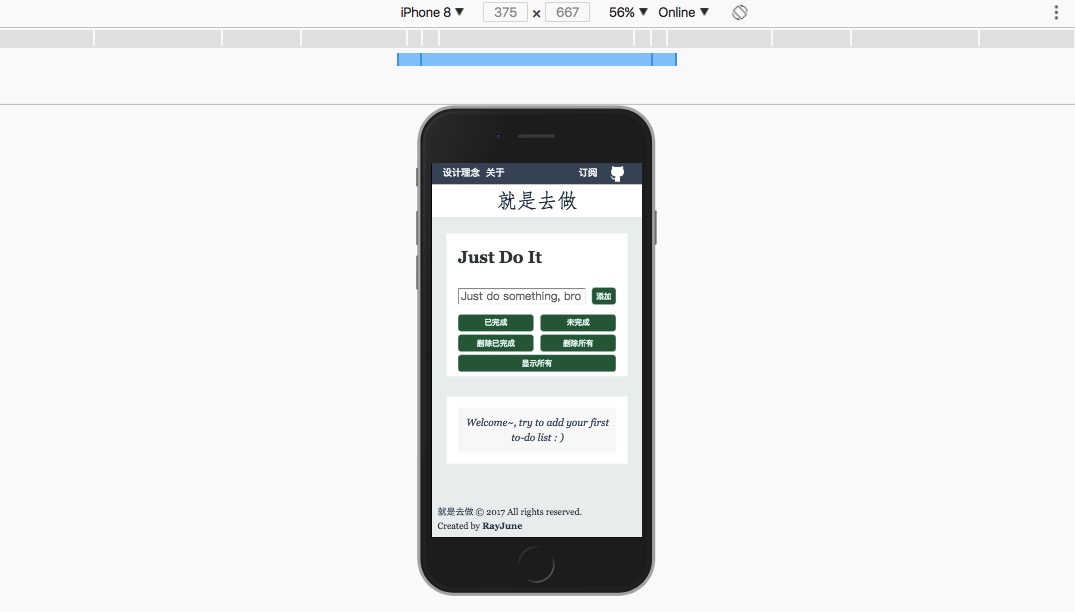 iPhone 8 ▼ 375 × 667 56% ▼ Online ▼
设计理念 关于 订阅
就是去做
Just Do It
Just do something, bro 添加
已完成 未完成
删除已完成 删除所有
显示所有
Welcome~, try to add your first
to-do list : )
就是去做 © 2017 All rights reserved.
Created by RayJune